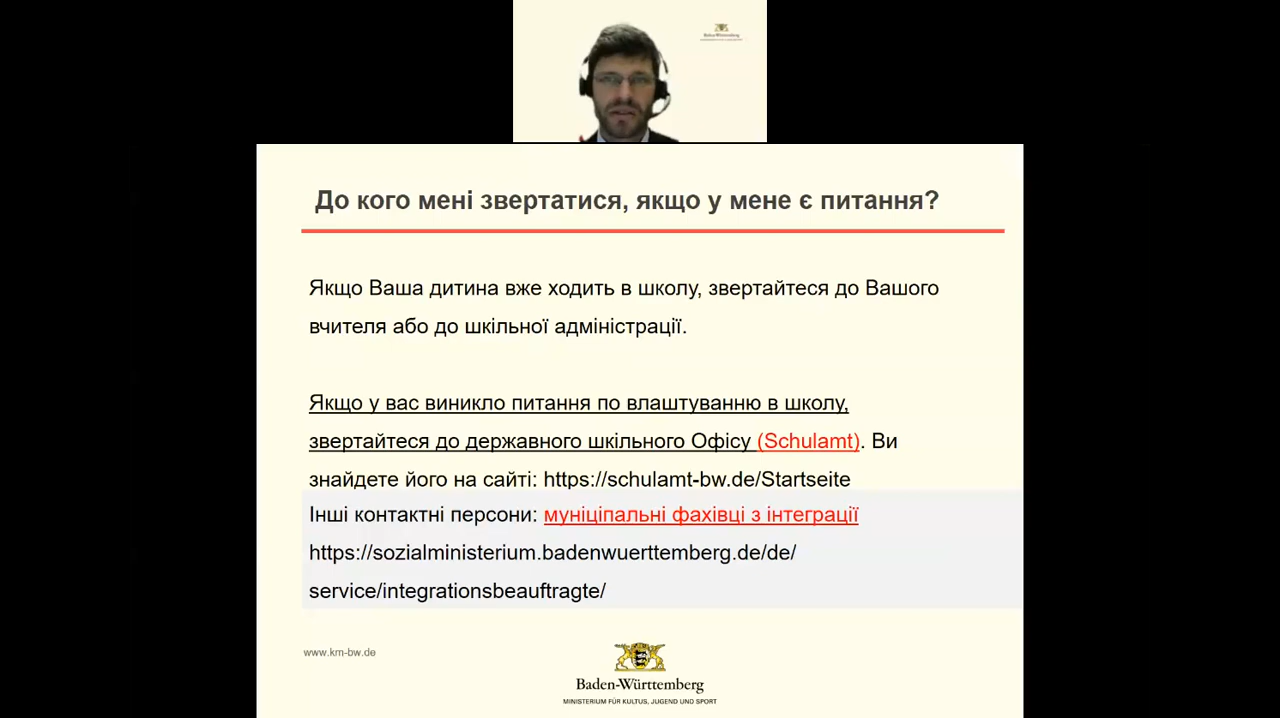 Baden-Württemberg
До кого мені звертатися, якщо у мене є питання?
Якщо Ваша дитина вже ходить в школу, звертайтеся до Вашого
вчителя або до шкільної адміністрації.
Якщо у вас виникло питання по влаштуванню в школу,
звертайтеся до державного шкільного Офісу (Schulamt). Ви
знайдете його на сайті: https://schulamt-bw.de/Startseite
Інші контактні персони: муніципальні фахівці з інтеграції
https://sozialministerium.badenwuerttemberg.de/de/
service/integrationsbeauftragte/
www.km-bw.de
Baden-Württemberg
MINISTERIUM FÜR KULTUS, JUGEND UND SPORT